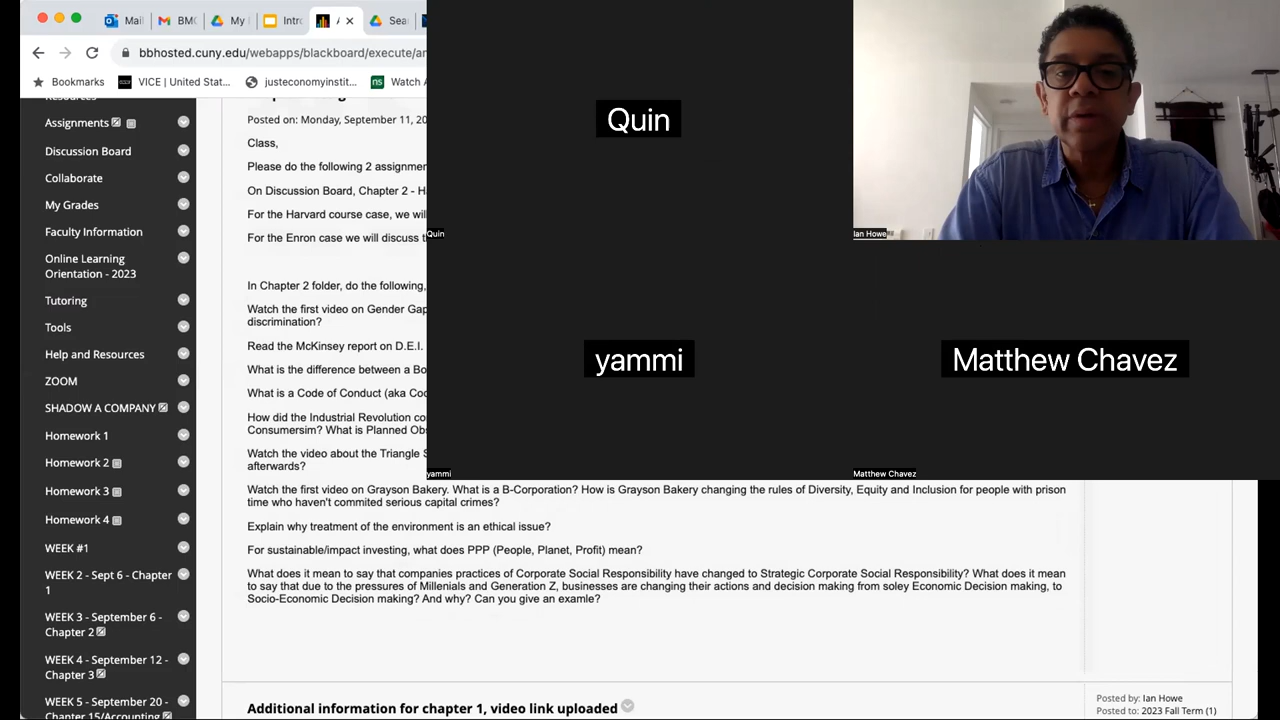 Mail
BM
My
Intro
A
Sea
bbhosted.cuny.edu/webapps/blackboard/execute/an
Bookmarks
VICE | United Stat...
justeconomyinstit...
ns
Watch A
Resources
Assignments
Discussion Board
Collaborate
My Grades
Faculty Information
Online Learning
Orientation - 2023
Tutoring
Tools
Help and Resources
ZOOM
SHADOW A COMPANY
Homework 1
Homework 2
Homework 3
Homework 4
WEEK #1
WEEK 2 - Sept 6 - Chapter
1
WEEK 3 - September 6 -
Chapter 2
WEEK 4 - September 12 -
Chapter 3
WEEK 5 - September 20 -
Chapter 15/Accounting
Posted on: Monday, September 11, 20
Class,
Please do the following 2 assignmen
On Discussion Board, Chapter 2 - H
For the Harvard course case, we will
For the Enron case we will discuss t
In Chapter 2 folder, do the following,
Watch the first video on Gender Gap
discrimination?
Read the McKinsey report on D.E.I.
What is the difference between a Bo
What is a Code of Conduct (aka Coc
How did the Industrial Revolution co
Consumersim? What is Planned Obs
Watch the video about the Triangle S
afterwards?
Watch the first video on Grayson Bakery. What is a B-Corporation? How is Grayson Bakery changing the rules of Diversity, Equity and Inclusion for people with prison
time who haven't commited serious capital crimes?
Explain why treatment of the environment is an ethical issue?
For sustainable/impact investing, what does PPP (People, Planet, Profit) mean?
What does it mean to say that companies practices of Corporate Social Responsibility have changed to Strategic Corporate Social Responsibility? What does it mean
to say that due to the pressures of Millenials and Generation Z, businesses are changing their actions and decision making from soley Economic Decision making, to
Socio-Economic Decision making? And why? Can you give an examle?
Additional information for chapter 1, video link uploaded
Posted by: Ian Howe
Posted to: 2023 Fall Term (1)
Quin
Quin
Ian Howe
yammi
yammi
Matthew Chavez
Matthew Chavez